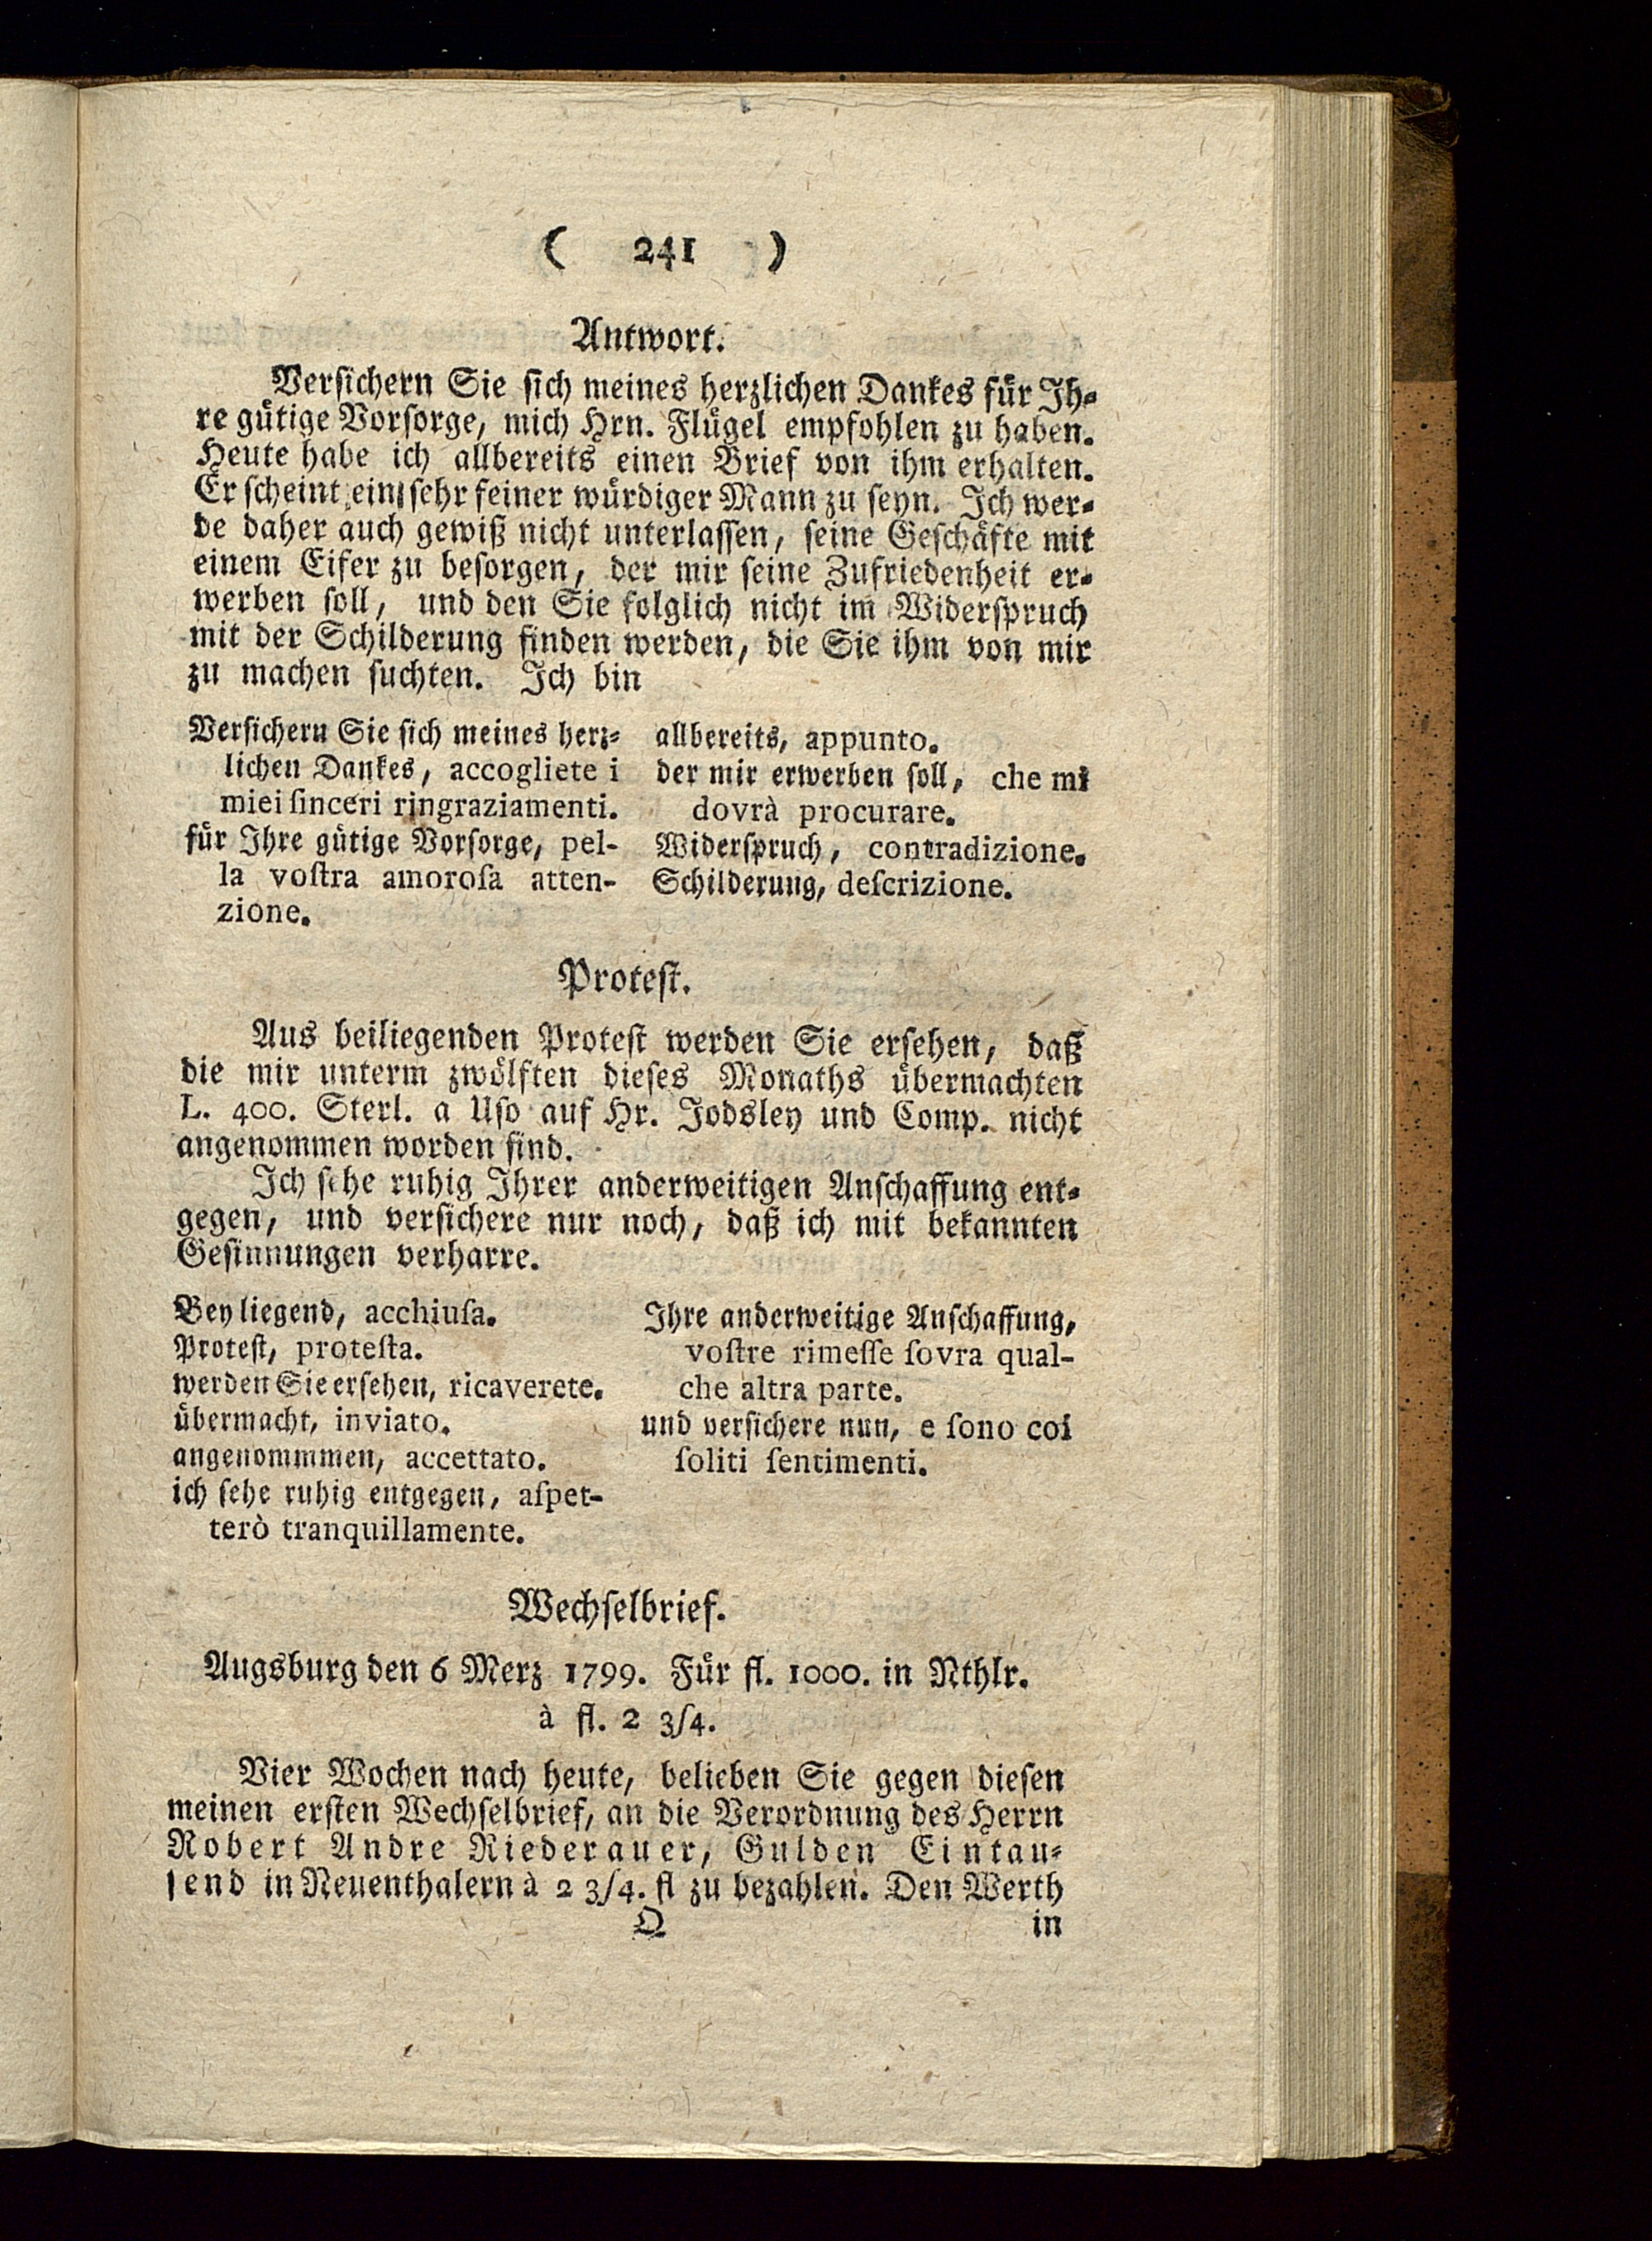 ( 241 )
Antwort.
Versichern Sie sich meines herzlichen Dankes für Ih-
re gütige Vorsorge, mich Hrn. Flügel empfohlen zu haben.
Heute habe ich allbereits einen Brief von ihm erhalten.
Er scheint ein sehr feiner würdiger Mann zu seyn. Ich wer-
de daher auch gewiß nicht unterlassen, seine Geschäfte mit
einem Eifer zu besorgen, der mir seine Zufriedenheit er-
werben soll, und den Sie folglich nicht im Widerspruch
mit der Schilderung finden werden, die Sie ihm von mir
zu machen suchten. Ich bin
Versichern Sie sich meines herz-
lichen Dankes, accogliete i
miei ſinceri ringraziamenti.
für Ihre gütige Vorsorge, pel-
la voſtra amoroſa atten-
zione.
allbereits, appunto.
der mir erwerben soll, che mi
dovrà procurare.
Widerspruch, contradizione.
Schilderung, deſcrizione.
Protest.
Aus beiliegenden Protest werden Sie ersehen, daß
die mir unterm zwölften dieses Monaths übermachten
L. 400. Sterl. a Uso auf Hr. Jodsley und Comp. nicht
angenommen worden sind.
Ich sehe ruhig Ihrer anderweitigen Anschaffung ent-
gegen, und versichere nur noch, daß ich mit bekannten
Gesinnungen verharre.
Beyliegend, acchiuſa.
Protest, proteſta.
werden Sie ersehen, ricaverete.
übermacht, inviato.
angenommmen, accettato.
ich sehe ruhig entgegen, aſpet-
terò tranquillamente.
Ihre anderweitige Anschaffung,
voſtre rimeſſe ſovra qual-
che altra parte.
und versichere nun, e ſono coi
ſoliti ſentimenti.
Wechselbrief.
Augsburg den 6 Merz 1799. Für fl. 1000. in Nthlr.
à fl. 2 3/4.
Vier Wochen nach heute, belieben Sie gegen diesen
meinen ersten Wechselbrief, an die Verordnung des Herrn
Robert Andre Riederauer, Gulden Eintau-
send in Neuenthalern à 2 3/4. fl zu bezahlen. Den Werth
Q in